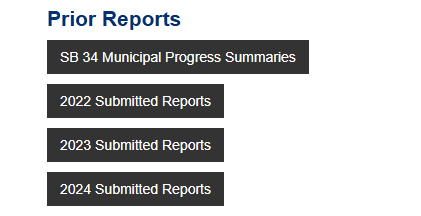 Prior Reports
SB 34 Municipal Progress Summaries
2022 Submitted Reports
2023 Submitted Reports
2024 Submitted Reports